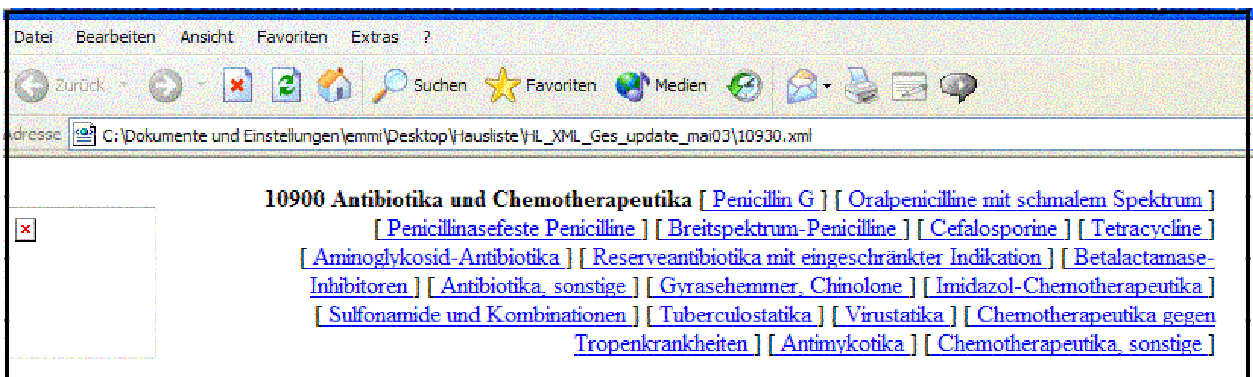 Datei Bearbeiten Ansicht Favoriten Extras ?
Zurück Suchen Favoriten Medien
Adresse C:\Dokumente und Einstellungen\emmi\Desktop\Hausliste\HL_XML_Ges_update_mai03\10930.xml
10900 Antibiotika und Chemotherapeutika [ Penicillin G ] [ Oralpenicilline mit schmalem Spektrum ]
[ Penicillinasefeste Penicilline ] [ Breitspektrum-Penicilline ] [ Cefalosporine ] [ Tetracycline ]
[ Aminoglykosid-Antibiotika ] [ Reserveantibiotika mit eingeschränkter Indikation ] [ Betalactamase-
Inhibitoren ] [ Antibiotika, sonstige ] [ Gyrasehemmer, Chinolone ] [ Imidazol-Chemotherapeutika ]
[ Sulfonamide und Kombinationen ] [ Tuberculostatika ] [ Virustatika ] [ Chemotherapeutika gegen
Tropenkrankheiten ] [ Antimykotika ] [ Chemotherapeutika, sonstige ]